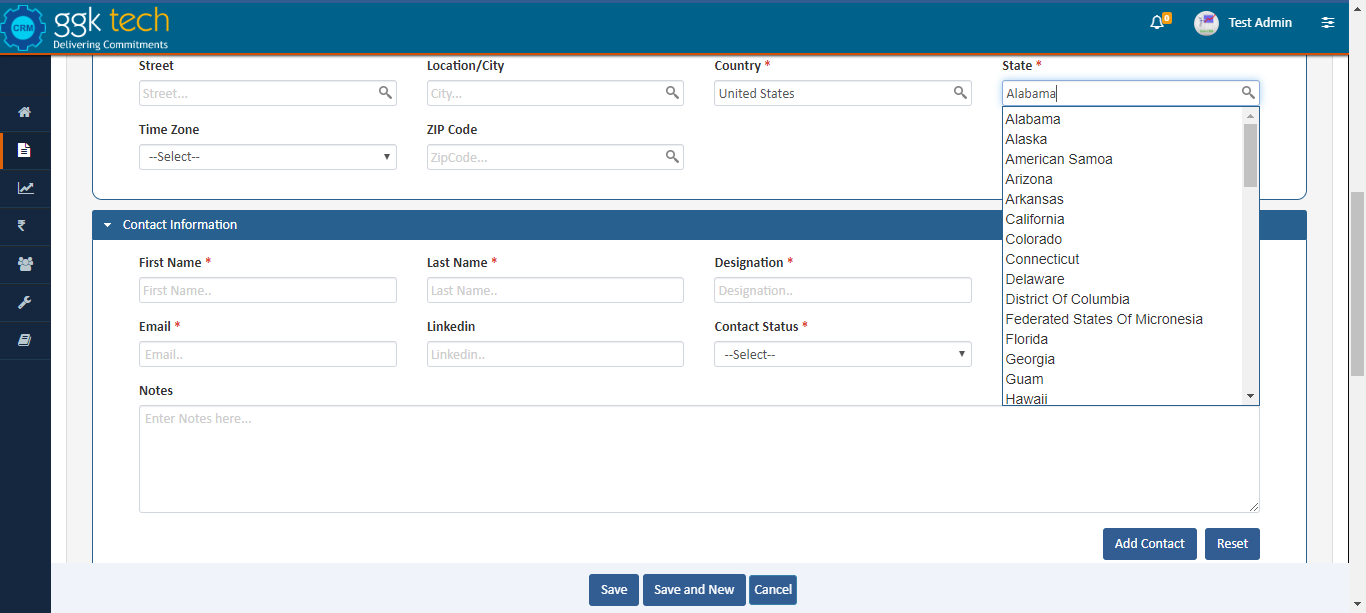 CRM
ggk tech
Delivering Commitments
0
Test Admin
Street
Location/City
Country *
State *
Street...
City...
United States
Alabama
Time Zone
ZIP Code
--Select--
ZipCode...
Alabama
Alaska
American Samoa
Arizona
Arkansas
California
Colorado
Connecticut
Delaware
District Of Columbia
Federated States Of Micronesia
Florida
Georgia
Guam
Hawaii
Contact Information
First Name *
Last Name *
Designation *
First Name..
Last Name..
Designation..
Email *
Linkedin
Contact Status *
Email..
Linkedin..
--Select--
Notes
Enter Notes here...
Add Contact
Reset
Save
Save and New
Cancel